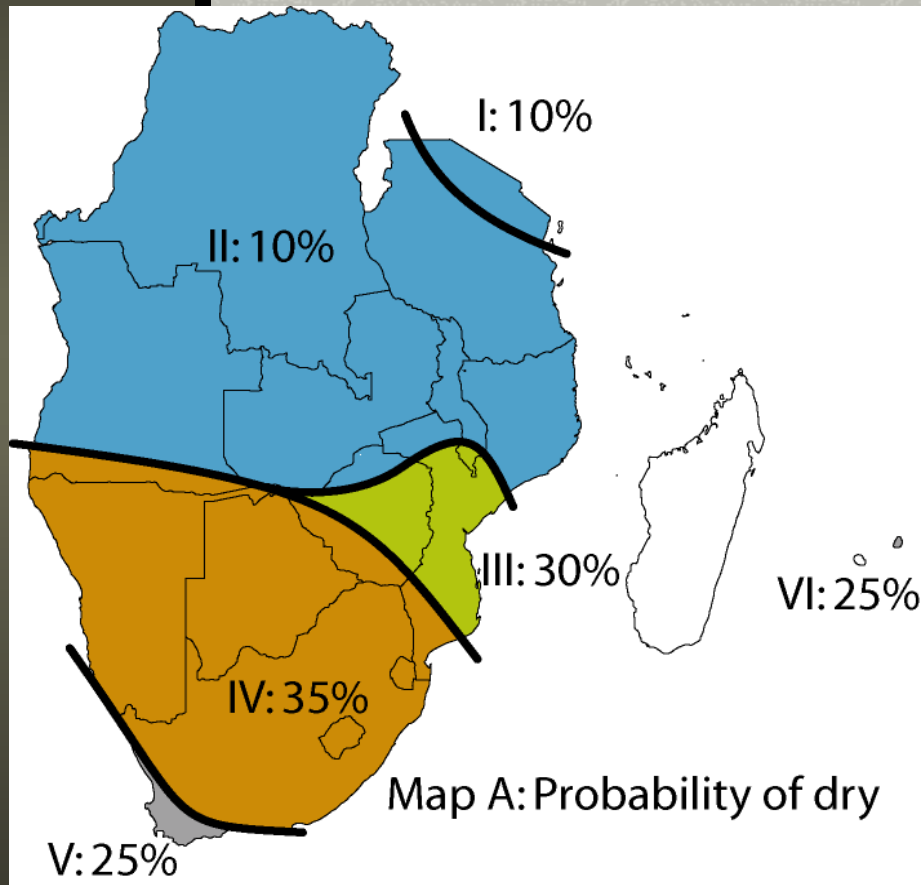 I: 10%
II: 10%
III: 30%
VI: 25%
IV: 35%
Map A: Probability of dry
V: 25%